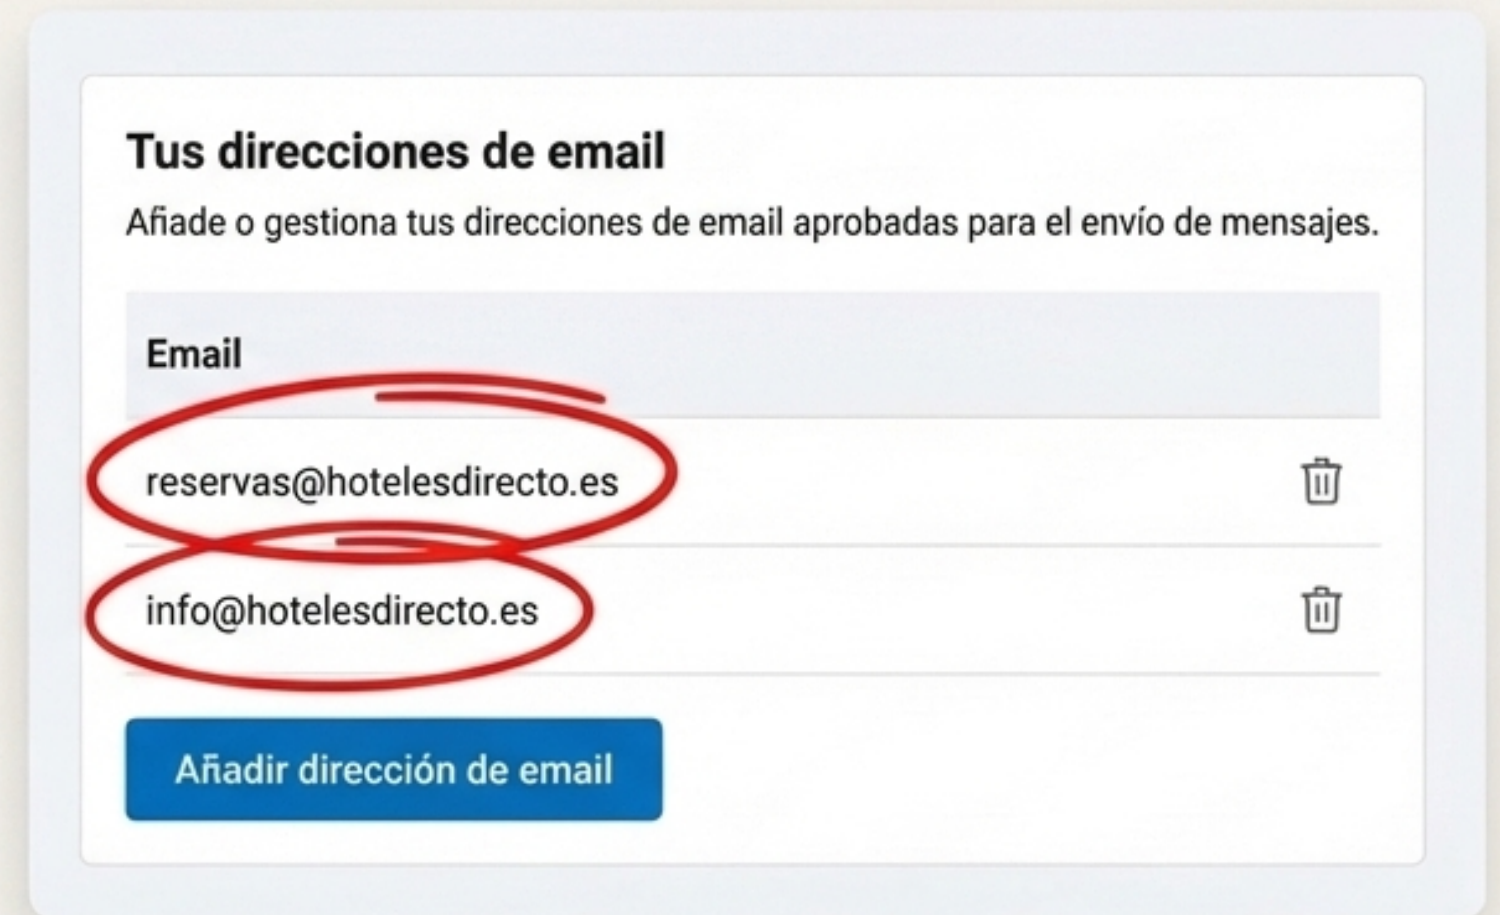 Tus direcciones de email
Añade o gestiona tus direcciones de email aprobadas para el envío de mensajes.
Email
reservas@hotelesdirecto.es
info@hotelesdirecto.es
Añadir dirección de email